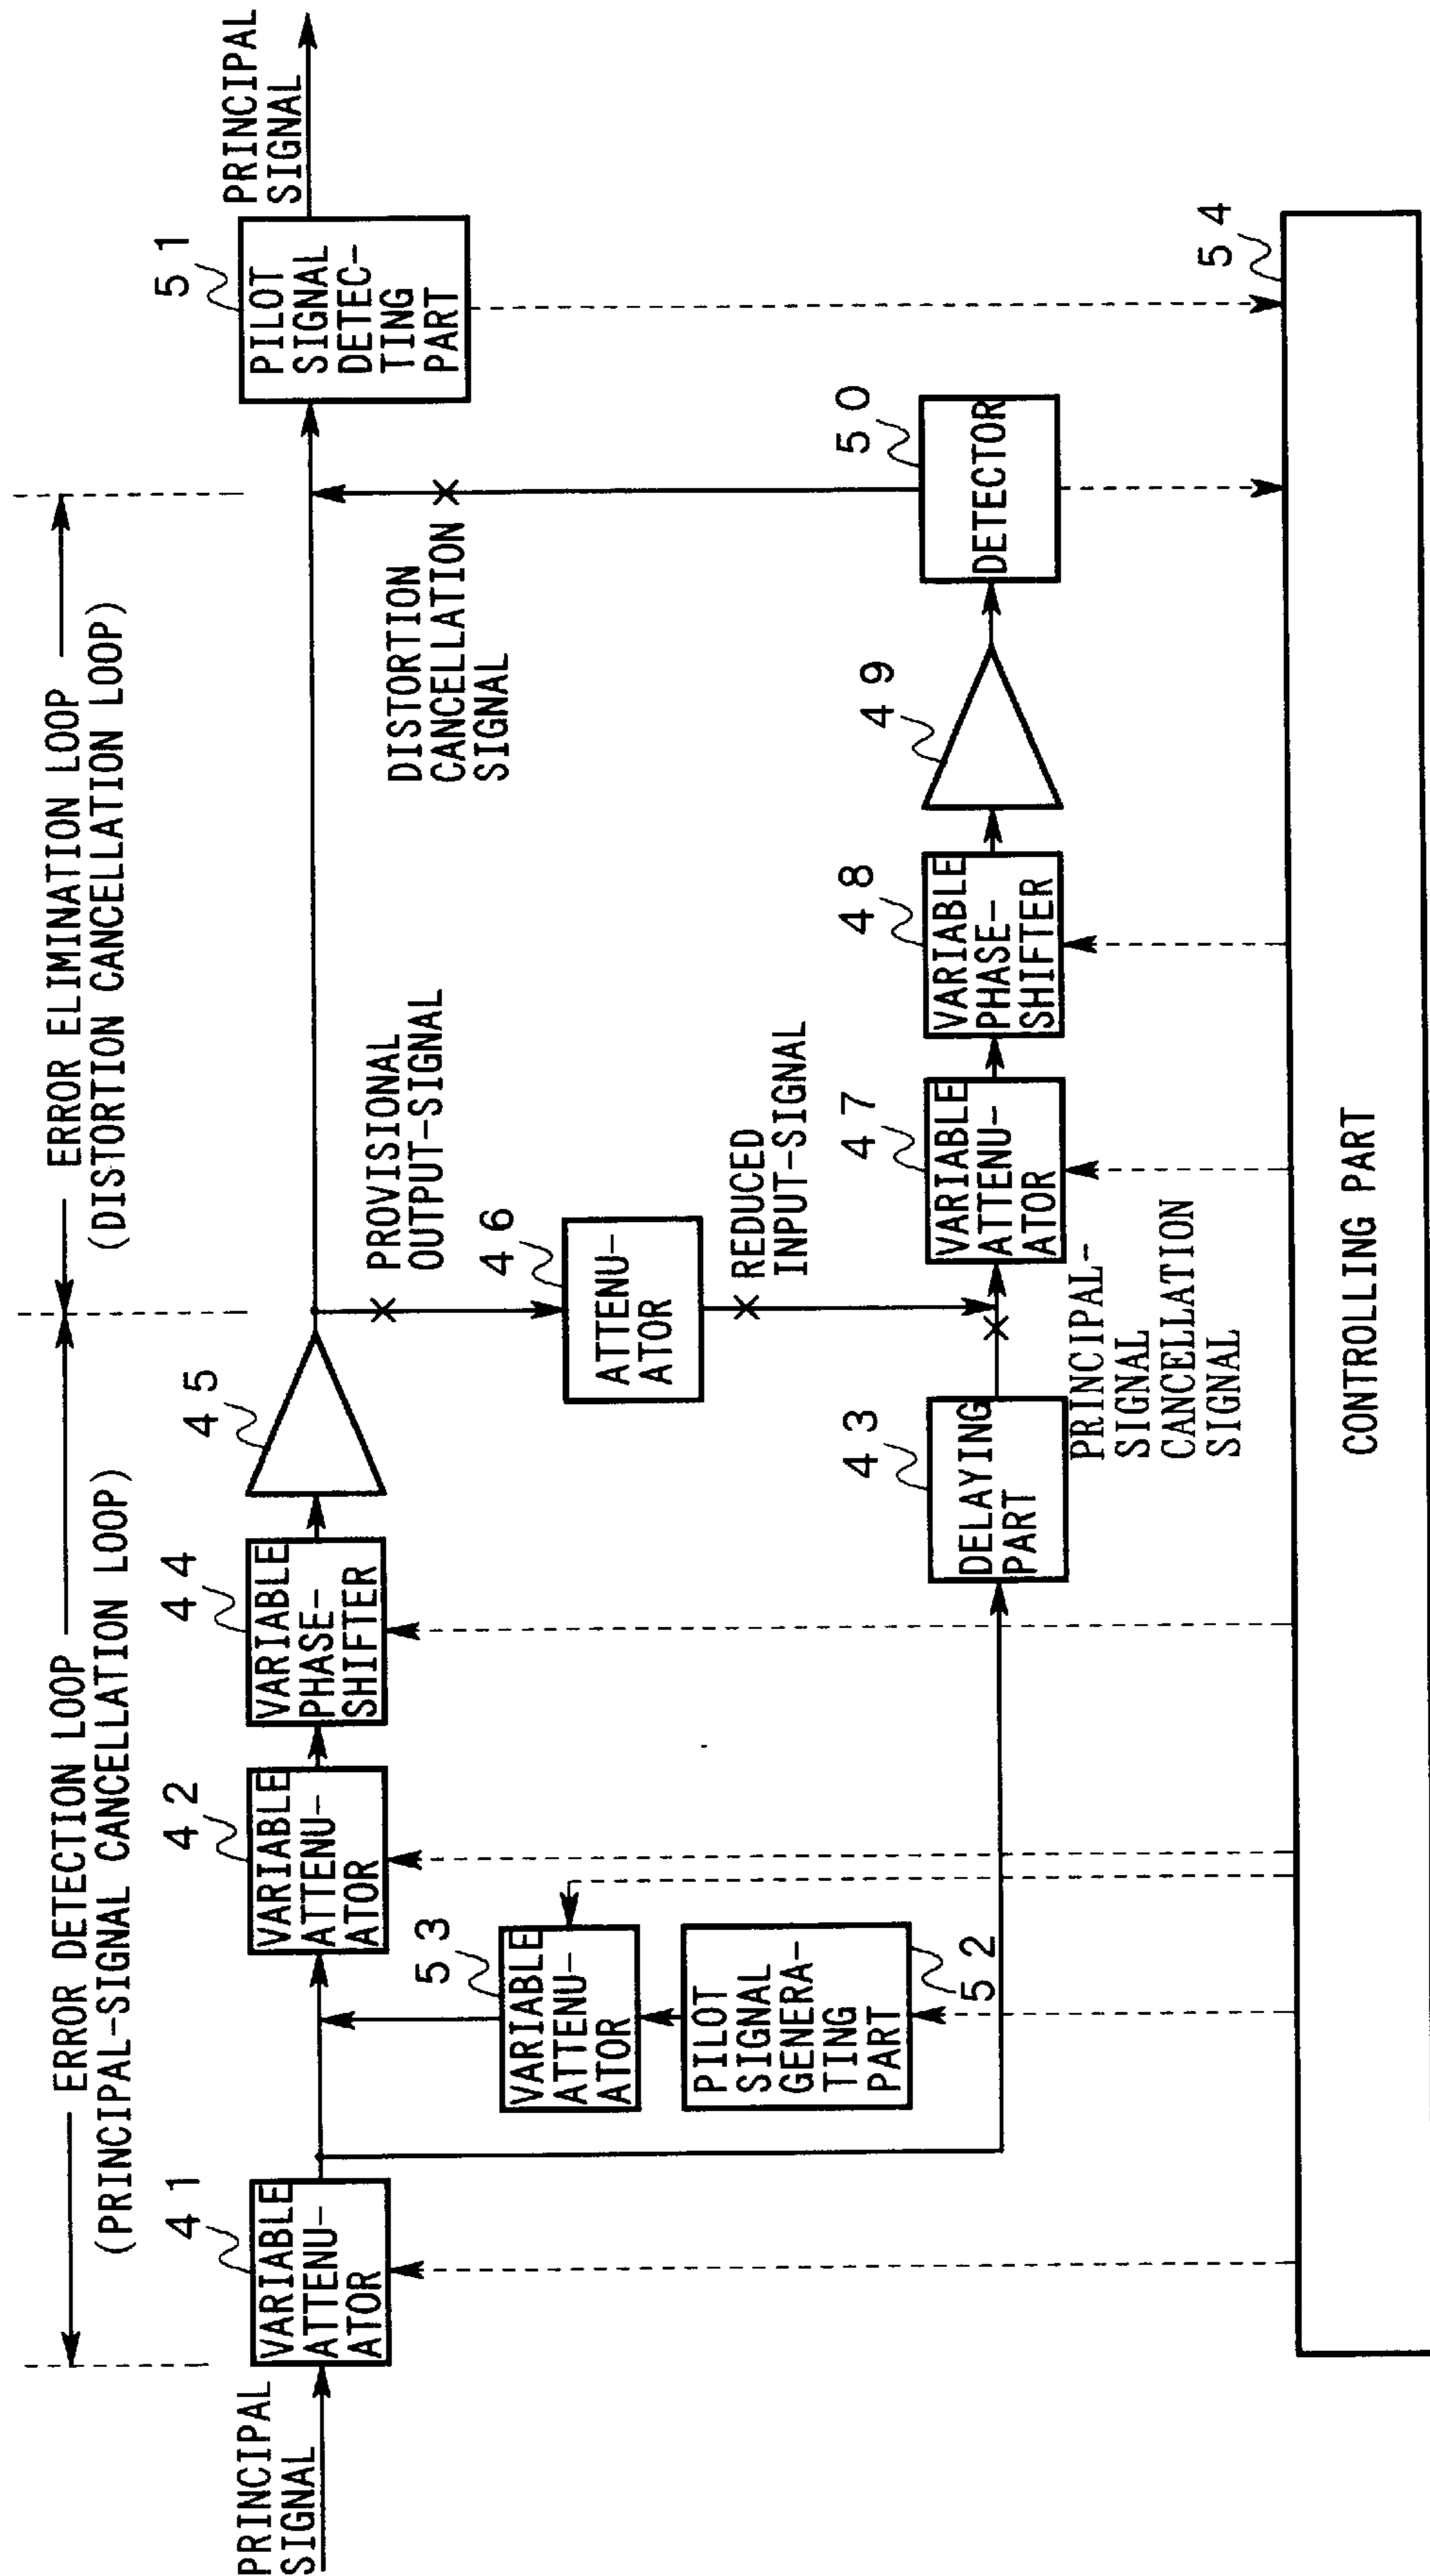 ERROR DETECTION LOOP
(PRINCIPAL-SIGNAL CANCELLATION LOOP)
ERROR ELIMINATION LOOP
(DISTORTION CANCELLATION LOOP)
PRINCIPAL
SIGNAL
41
VARIABLE
ATTENU-
ATOR
42
VARIABLE
ATTENU-
ATOR
44
VARIABLE
PHASE-
SHIFTER
45
PROVISIONAL
OUTPUT-SIGNAL
DISTORTION
CANCELLATION
SIGNAL
51
PILOT
SIGNAL
DETEC-
TING
PART
PRINCIPAL
SIGNAL
53
VARIABLE
ATTENU-
ATOR
52
PILOT
SIGNAL
GENERA-
TING
PART
46
ATTENU-
ATOR
REDUCED
INPUT-SIGNAL
43
DELAYING
PART
PRINCIPAL-
SIGNAL
CANCELLATION
SIGNAL
47
VARIABLE
ATTENU-
ATOR
48
VARIABLE
PHASE-
SHIFTER
49
50
DETECTOR
54
CONTROLLING PART